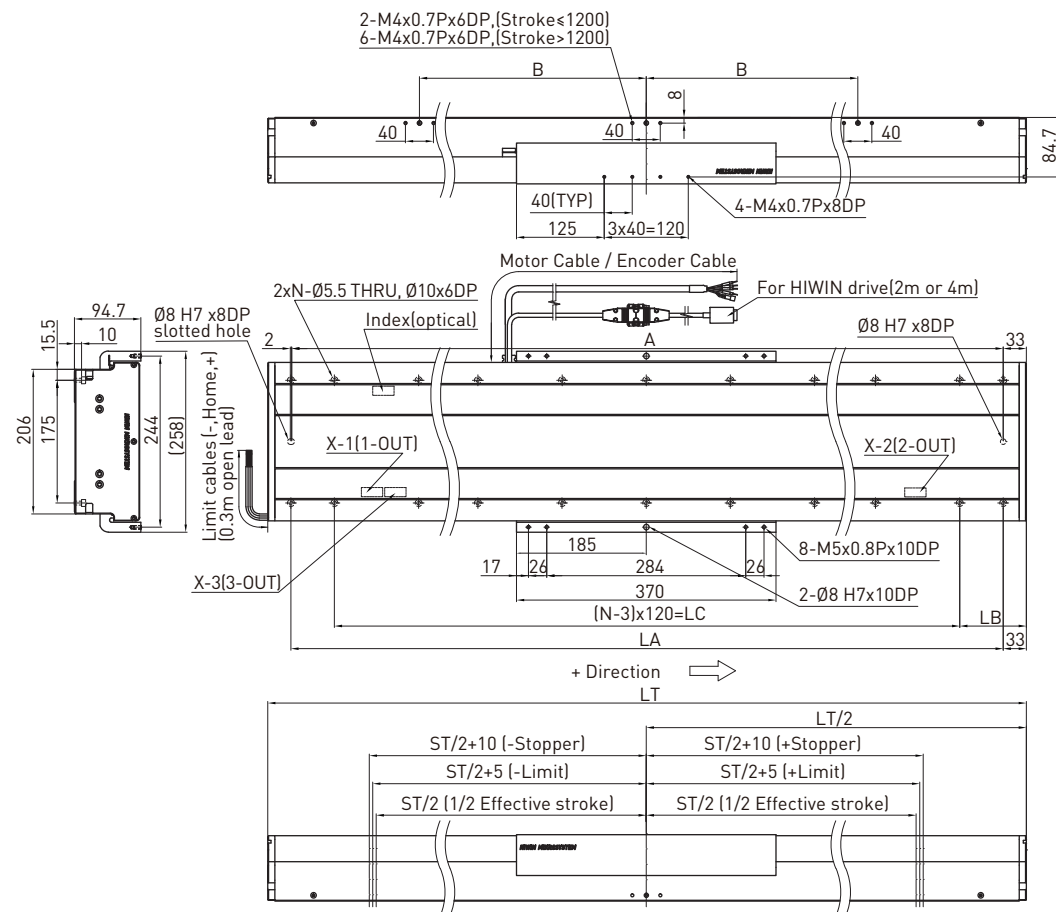 2-M4x0.7Px6DP,(Stroke≤1200)
6-M4x0.7Px6DP,(Stroke>1200)
B
B
8
40
40
40
84.7
40(TYP)
4-M4x0.7Px8DP
125
3x40=120
Motor Cable / Encoder Cable
For HIWIN drive(2m or 4m)
94.7
10
15.5
Ø8 H7 x8DP
slotted hole
2xN-Ø5.5 THRU, Ø10x6DP
Index(optical)
Ø8 H7 x8DP
2
A
33
206
175
244
(258)
Limit cables (-,Home,+)
(0.3m open lead)
X-1(1-OUT)
X-2(2-OUT)
X-3(3-OUT)
185
8-M5x0.8Px10DP
17
26
284
26
370
2-Ø8 H7x10DP
(N-3)x120=LC
LB
LA
33
+ Direction
LT
LT/2
ST/2+10 (-Stopper)
ST/2+10 (+Stopper)
ST/2+5 (-Limit)
ST/2+5 (+Limit)
ST/2 (1/2 Effective stroke)
ST/2 (1/2 Effective stroke)
HIWIN MIKROSYSTEM